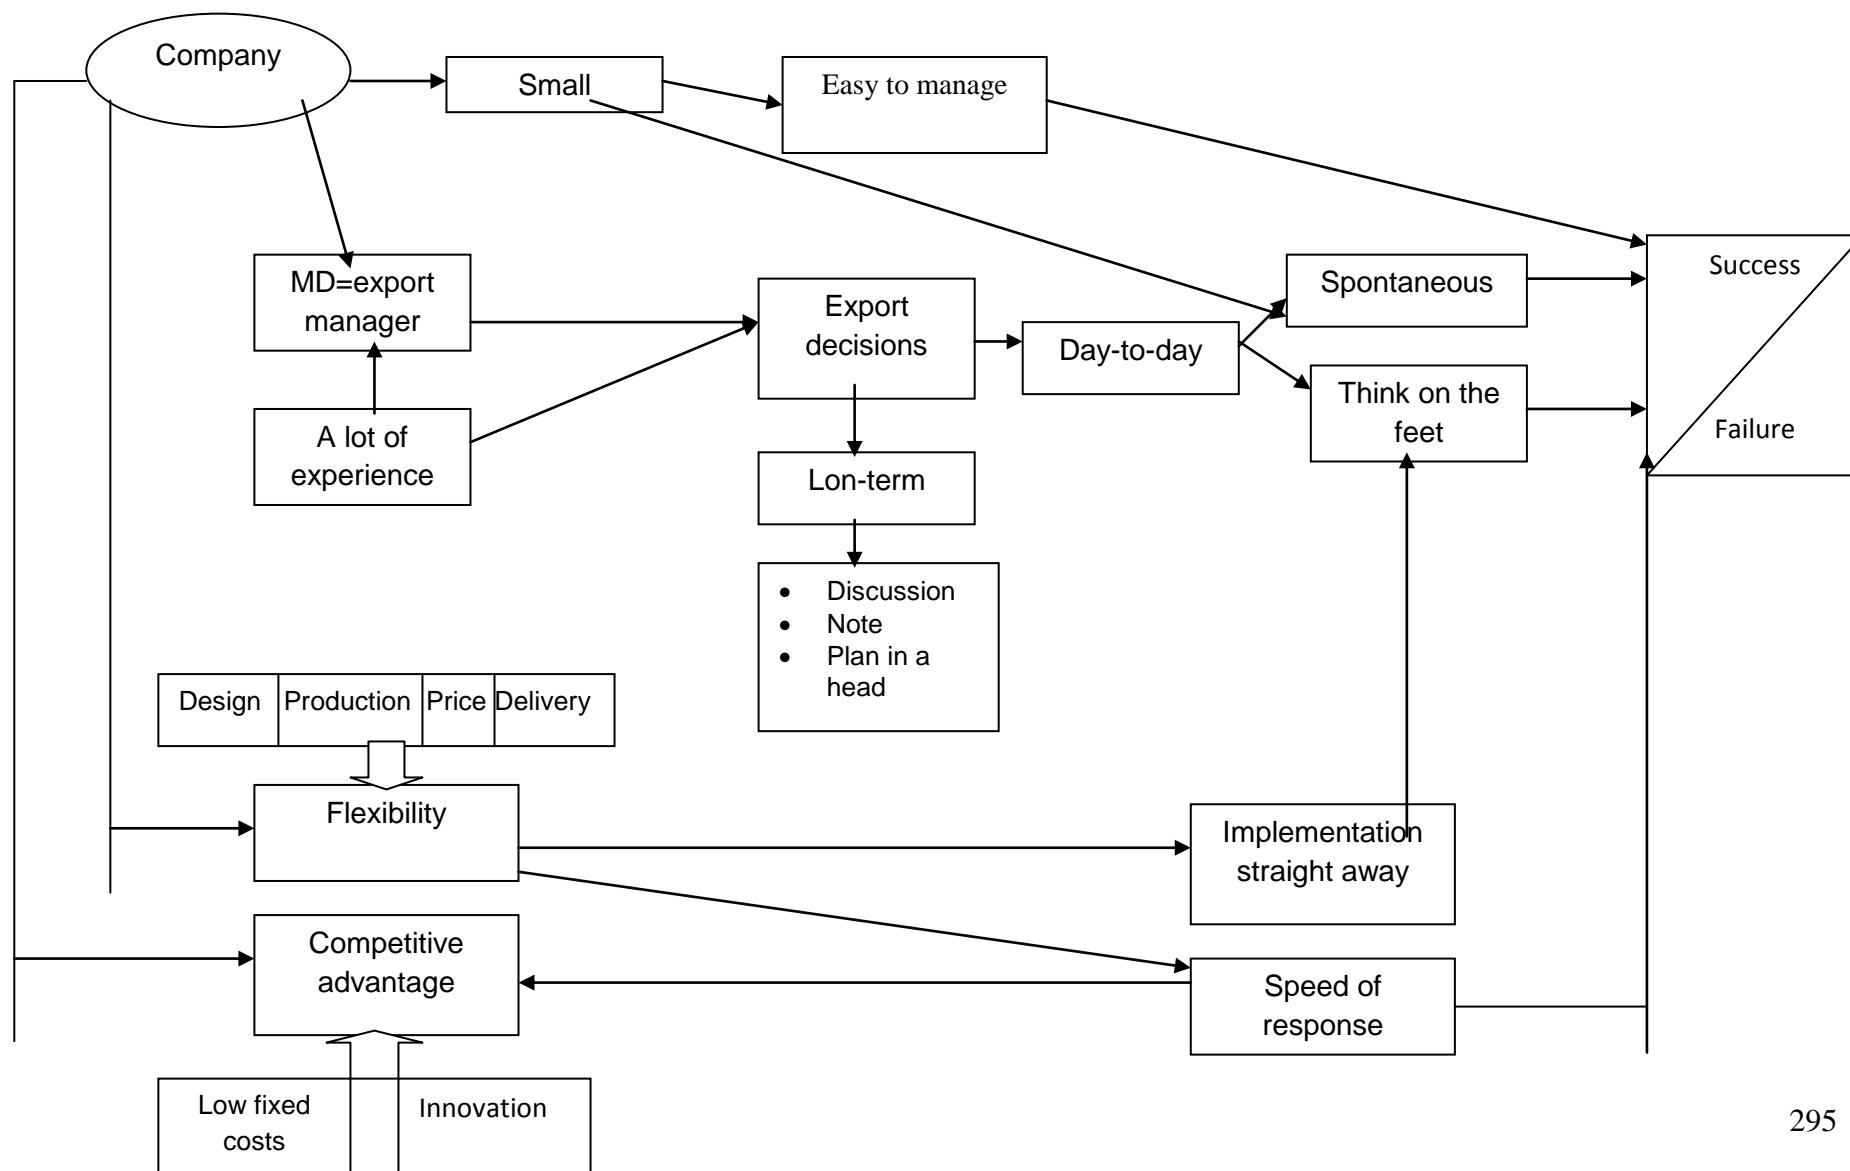 Company
Small
Easy to manage
MD=export
manager
Export
decisions
Day-to-day
Spontaneous
Success
A lot of
experience
Think on the
feet
Failure
Lon-term
• Discussion
• Note
• Plan in a
head
Design
Production
Price
Delivery
Flexibility
Implementation
straight away
Competitive
advantage
Speed of
response
Low fixed
costs
Innovation
295